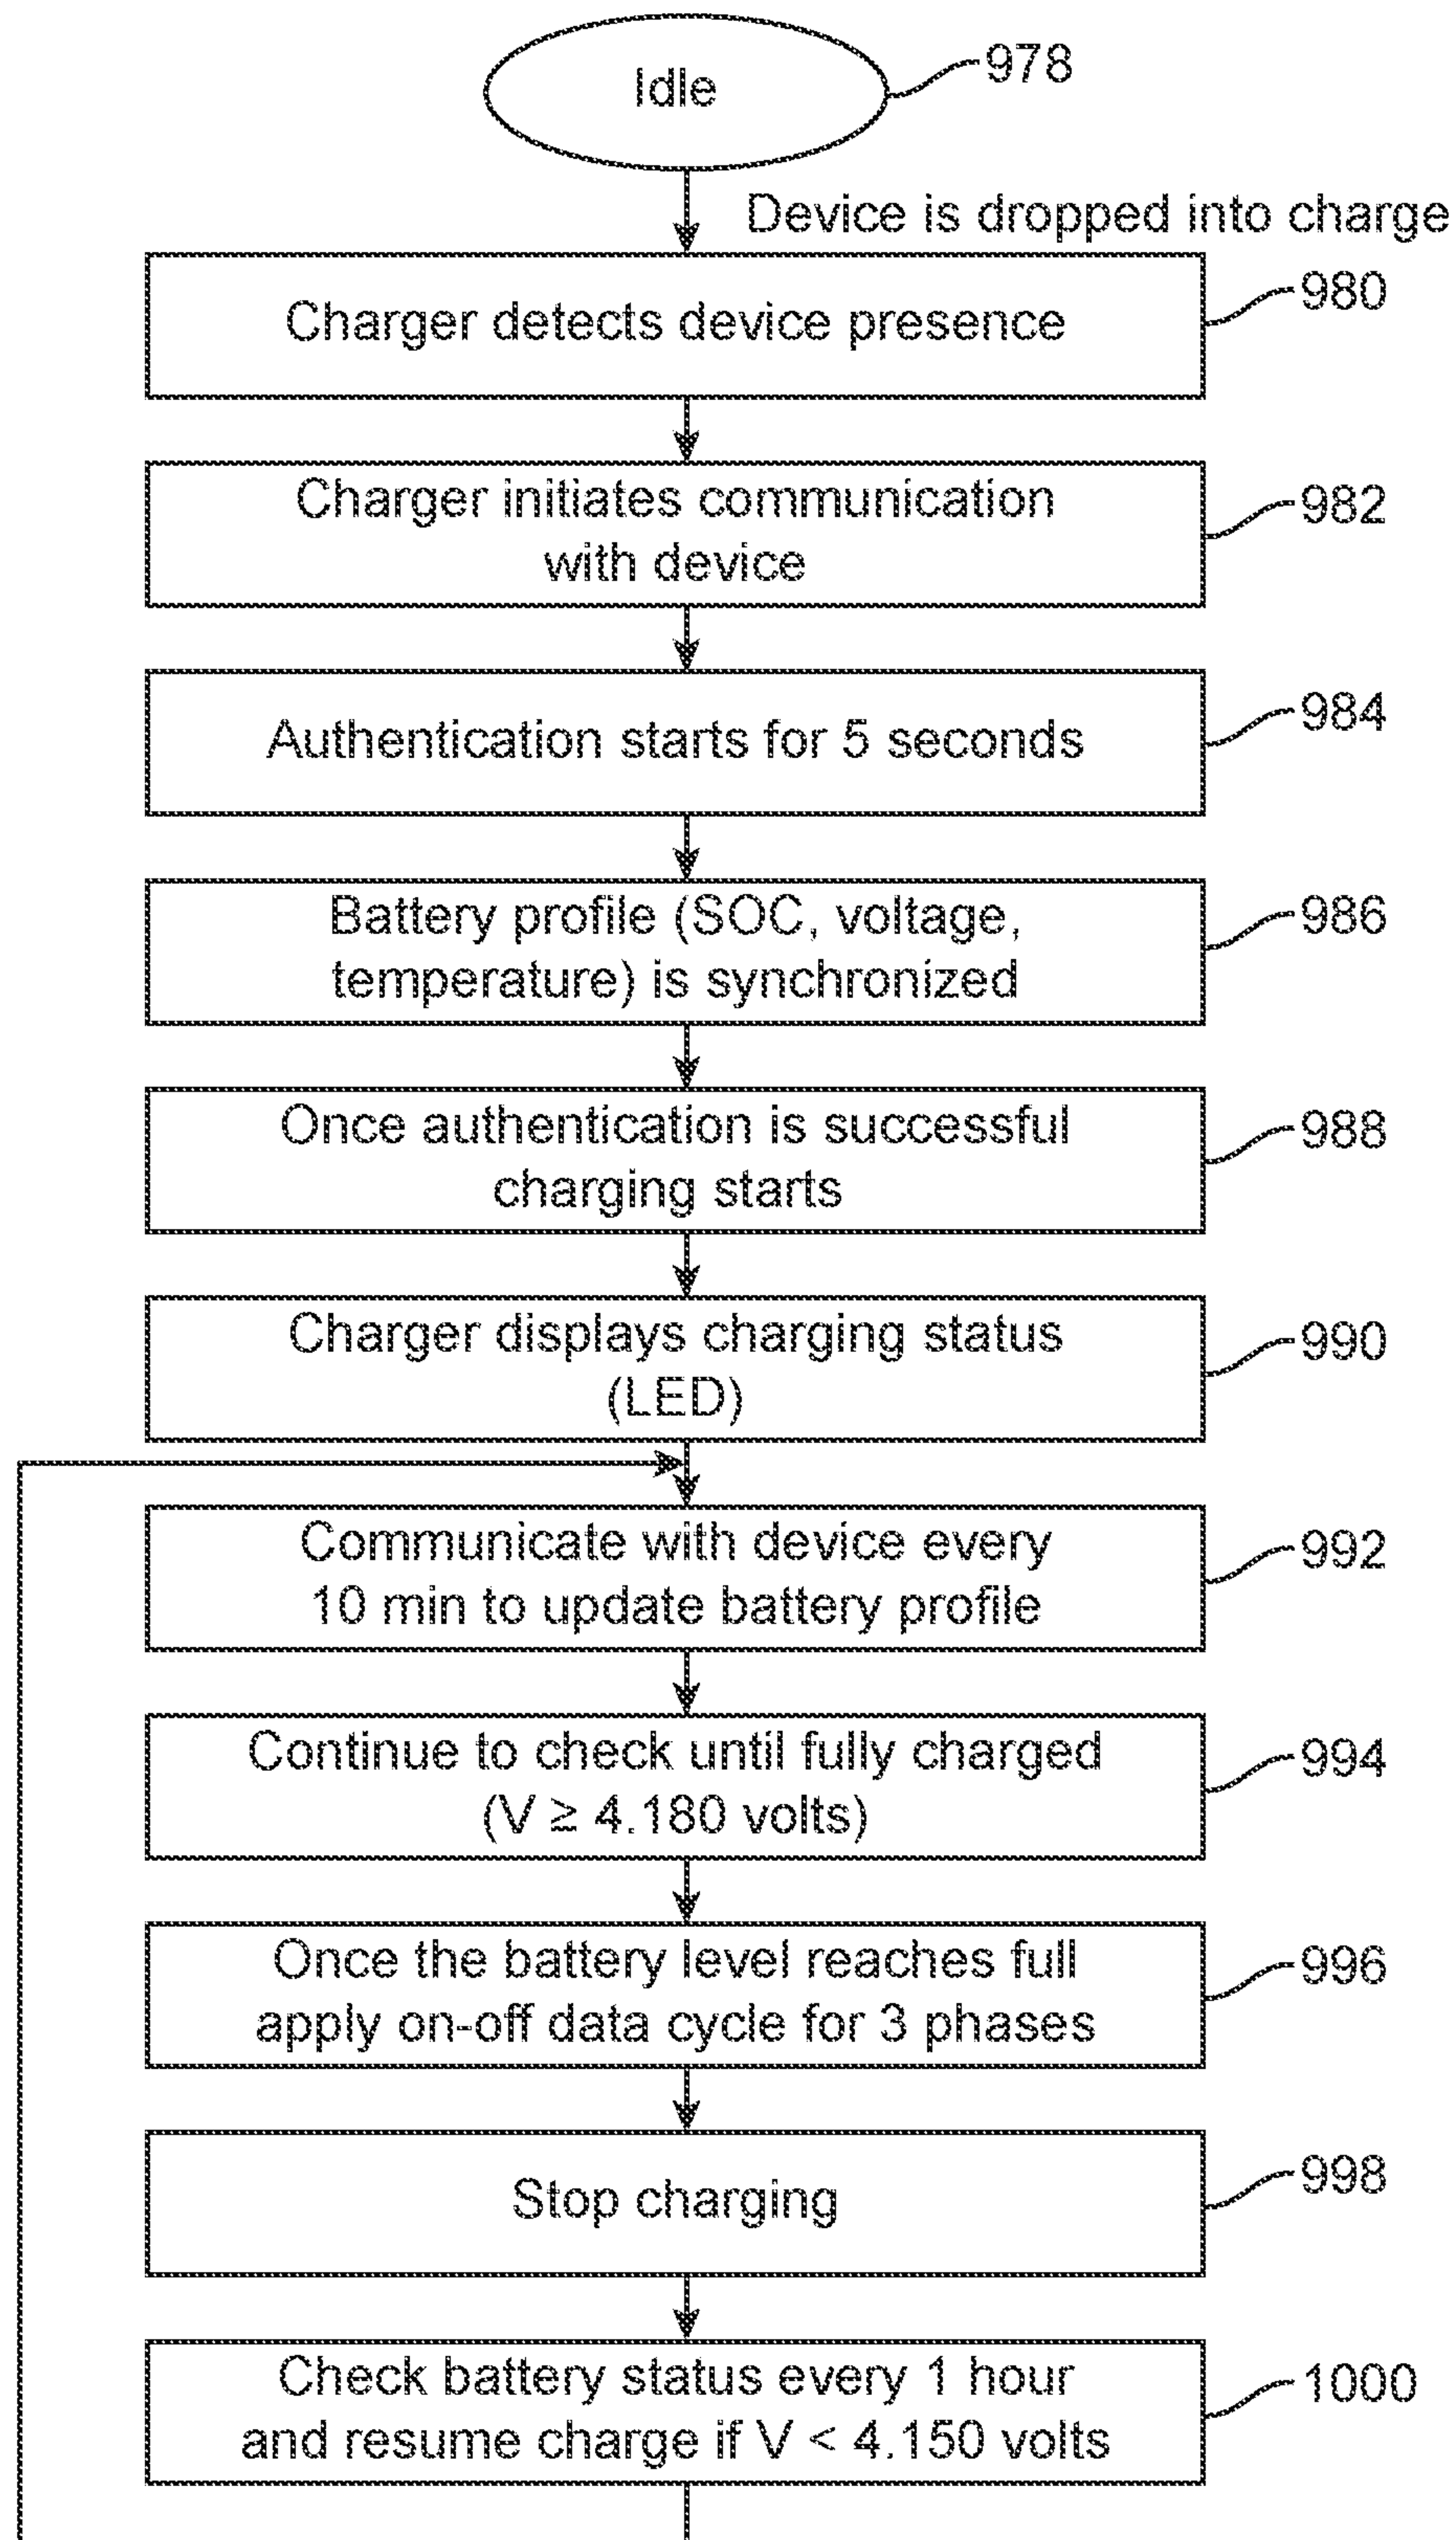 Idle
978
Device is dropped into charge
Charger detects device presence
980
Charger initiates communication
with device
982
Authentication starts for 5 seconds
984
Battery profile (SOC, voltage,
temperature) is synchronized
986
Once authentication is successful
charging starts
988
Charger displays charging status
(LED)
990
Communicate with device every
10 min to update battery profile
992
Continue to check until fully charged
(V ≥ 4.180 volts)
994
Once the battery level reaches full
apply on-off data cycle for 3 phases
996
Stop charging
998
Check battery status every 1 hour
and resume charge if V < 4.150 volts
1000